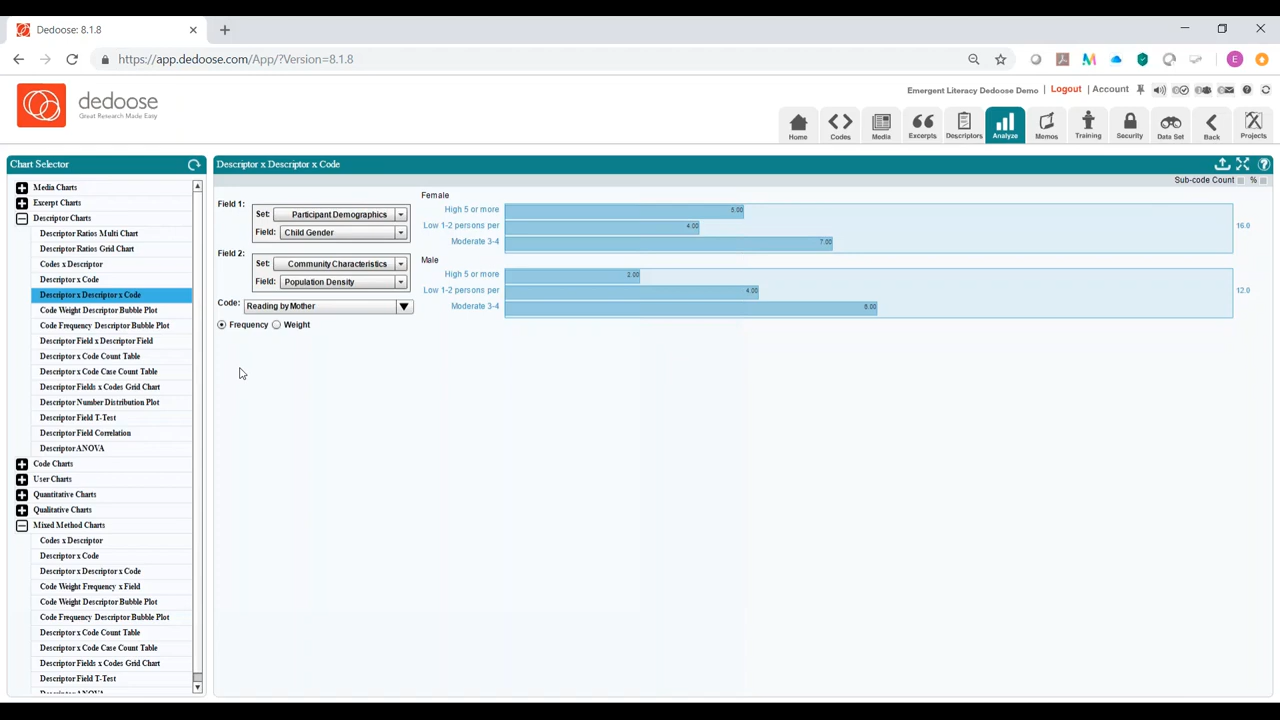 Dedoose: 8.1.8
https://app.dedoose.com/App/?Version=8.1.8
E
Emergent Literacy Dedoose Demo | Logout | Account
dedoose
Great Research Made Easy
Home Codes Media Excerpts Descriptors Analyze Memos Training Security Data Set Back Projects
Chart Selector
Media Charts
Excerpt Charts
Descriptor Charts
Descriptor Ratios Multi Chart
Descriptor Ratios Grid Chart
Codes x Descriptor
Descriptor x Code
Descriptor x Descriptor x Code
Code Weight Descriptor Bubble Plot
Code Frequency Descriptor Bubble Plot
Descriptor Field x Descriptor Field
Descriptor x Code Count Table
Descriptor x Code Case Count Table
Descriptor Fields x Codes Grid Chart
Descriptor Number Distribution Plot
Descriptor Field T-Test
Descriptor Field Correlation
Descriptor ANOVA
Code Charts
User Charts
Quantitative Charts
Qualitative Charts
Mixed Method Charts
Codes x Descriptor
Descriptor x Code
Descriptor x Descriptor x Code
Code Weight Frequency x Field
Code Weight Descriptor Bubble Plot
Code Frequency Descriptor Bubble Plot
Descriptor x Code Count Table
Descriptor x Code Case Count Table
Descriptor Fields x Codes Grid Chart
Descriptor Field T-Test
Descriptor ANOVA
Descriptor x Descriptor x Code
Sub-code Count %
Field 1:
Set: Participant Demographics
Field: Child Gender
Field 2:
Set: Community Characteristics
Field: Population Density
Code: Reading by Mother
Frequency Weight
Female
High 5 or more 5.00
Low 1-2 persons per 4.00 16.0
Moderate 3-4 7.00
Male
High 5 or more 2.00
Low 1-2 persons per 4.00 12.0
Moderate 3-4 6.00